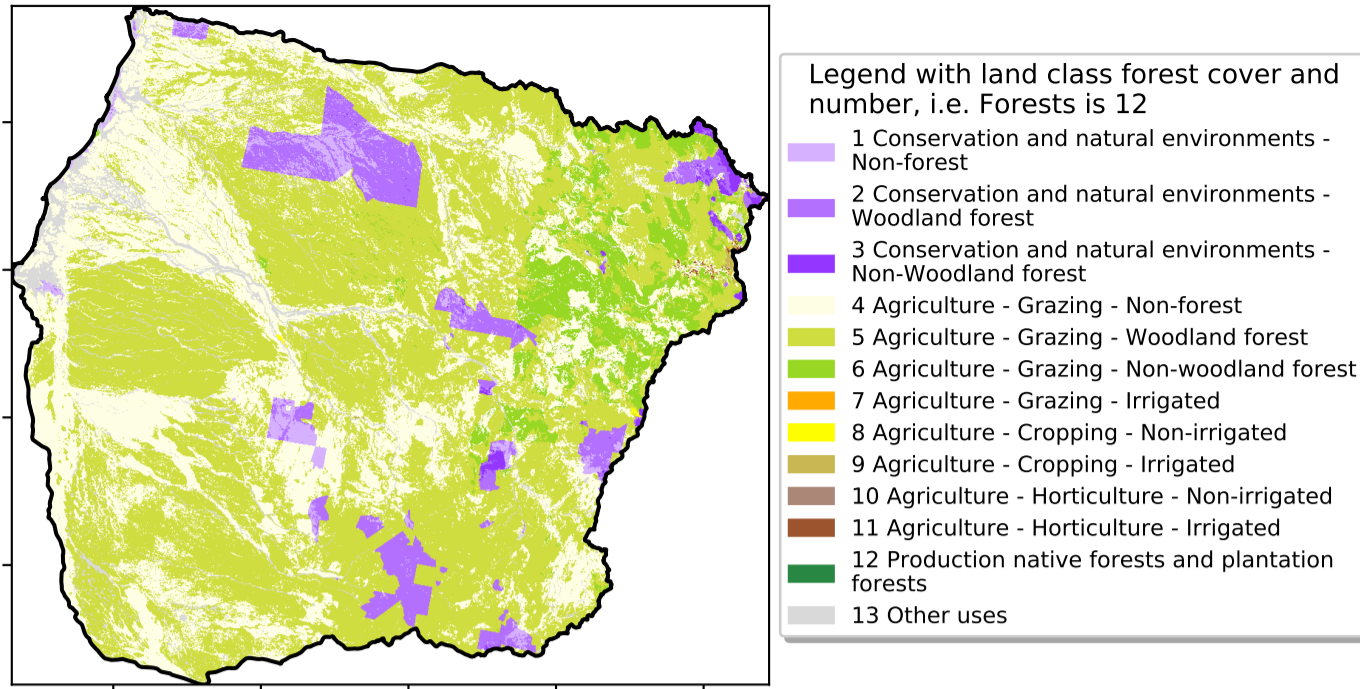 Legend with land class forest cover and
number, i.e. Forests is 12
1 Conservation and natural environments -
Non-forest
2 Conservation and natural environments -
Woodland forest
3 Conservation and natural environments -
Non-Woodland forest
4 Agriculture - Grazing - Non-forest
5 Agriculture - Grazing - Woodland forest
6 Agriculture - Grazing - Non-woodland forest
7 Agriculture - Grazing - Irrigated
8 Agriculture - Cropping - Non-irrigated
9 Agriculture - Cropping - Irrigated
10 Agriculture - Horticulture - Non-irrigated
11 Agriculture - Horticulture - Irrigated
12 Production native forests and plantation
forests
13 Other uses